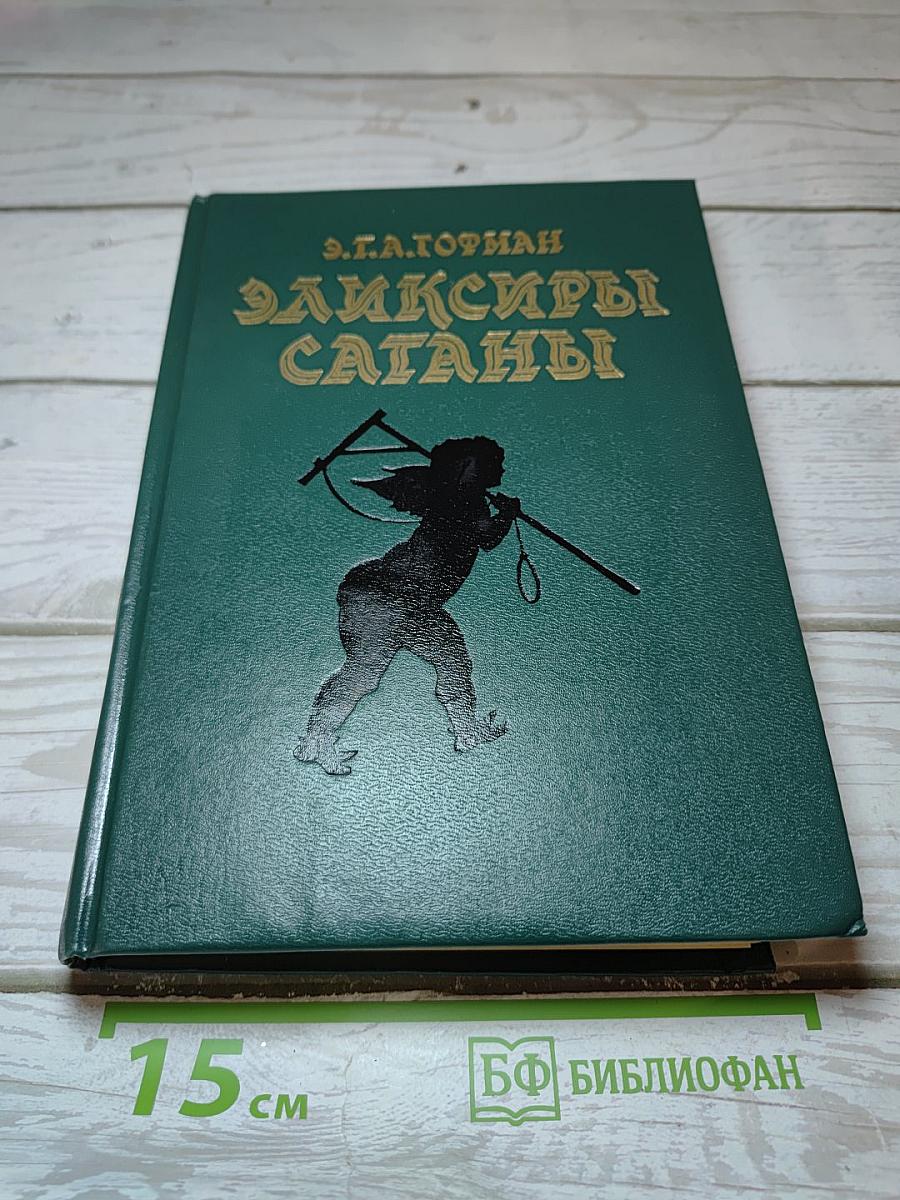 Э.Г.А.ГОФМАН
ЭЛИКСИРЫ
САТАНЫ
15 см
БФ БИБЛИОФАН